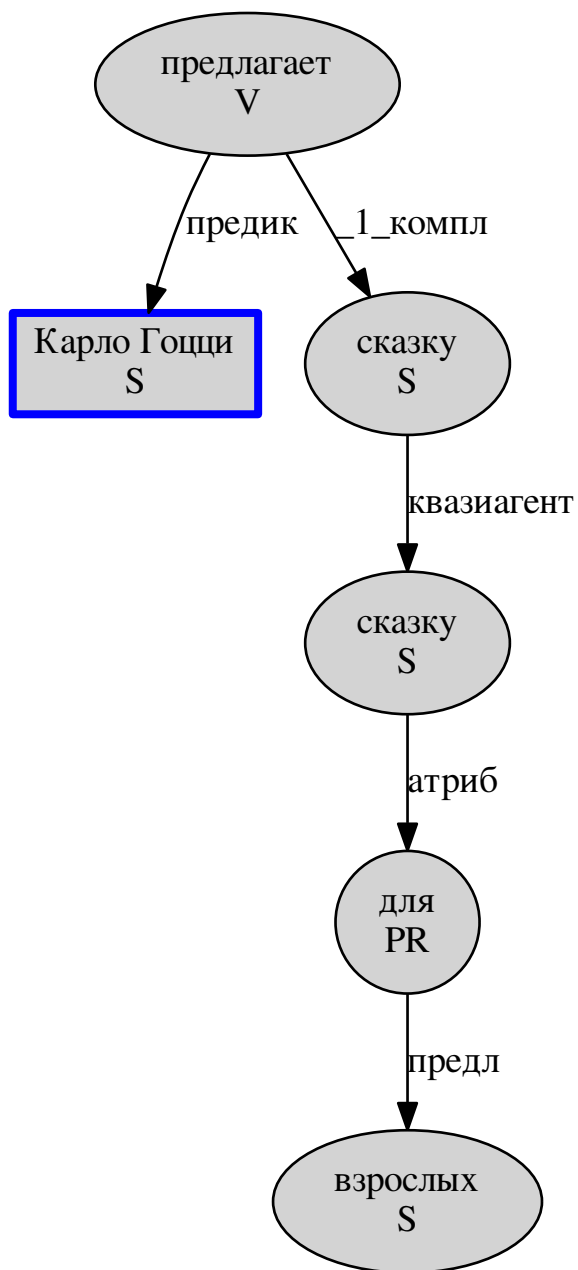 предлагает
V
предик
_1_компл
Карло Гоцци
S
сказку
S
квазиагент
сказку
S
атриб
для
PR
предл
взрослых
S